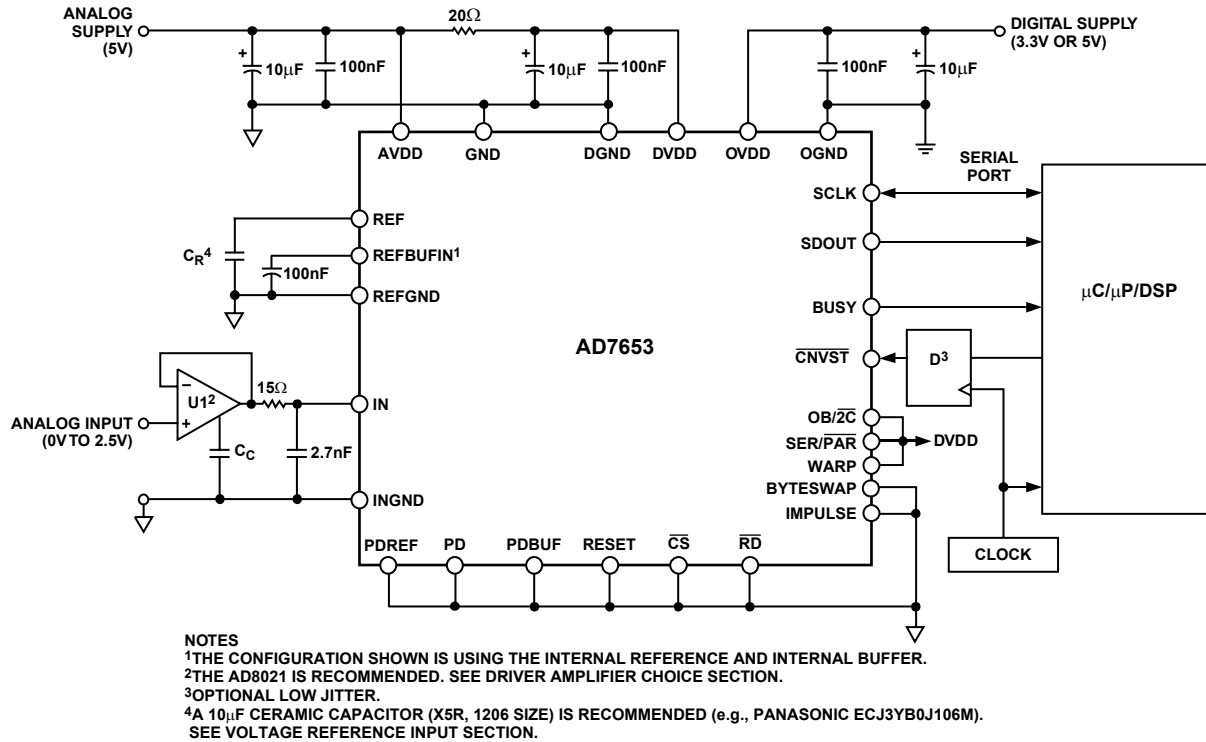 ANALOG
SUPPLY
(5V)
20Ω
DIGITAL SUPPLY
(3.3V OR 5V)
+
10μF
100nF
+
10μF
100nF
100nF
+
10μF
AVDD
GND
DGND
DVDD
OVDD
OGND
SERIAL
PORT
SCLK
REF
SDOUT
CR4
REFBUFIN1
100nF
REFGND
BUSY
μC/μP/DSP
AD7653
CNVST
D3
–
U12
+
15Ω
IN
ANALOG INPUT
(0V TO 2.5V)
CC
2.7nF
OB/2C
SER/PAR
DVDD
WARP
BYTESWAP
INGND
IMPULSE
PDREF
PD
PDBUF
RESET
CS
RD
CLOCK
NOTES
1THE CONFIGURATION SHOWN IS USING THE INTERNAL REFERENCE AND INTERNAL BUFFER.
2THE AD8021 IS RECOMMENDED. SEE DRIVER AMPLIFIER CHOICE SECTION.
3OPTIONAL LOW JITTER.
4A 10μF CERAMIC CAPACITOR (X5R, 1206 SIZE) IS RECOMMENDED (e.g., PANASONIC ECJ3YB0J106M).
SEE VOLTAGE REFERENCE INPUT SECTION.